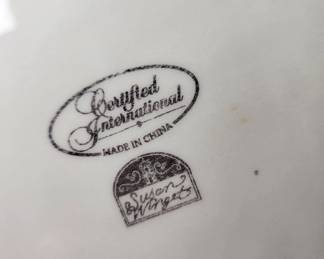 Certified
International
MADE IN CHINA
Susan
Winget